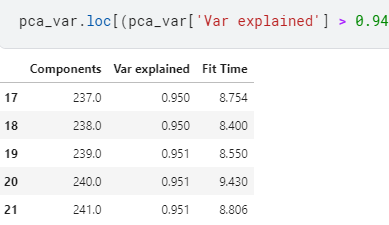 pca_var.loc[(pca_var['Var explained'] > 0.94
Components Var explained Fit Time
17 237.0 0.950 8.754
18 238.0 0.950 8.400
19 239.0 0.951 8.550
20 240.0 0.951 9.430
21 241.0 0.951 8.806